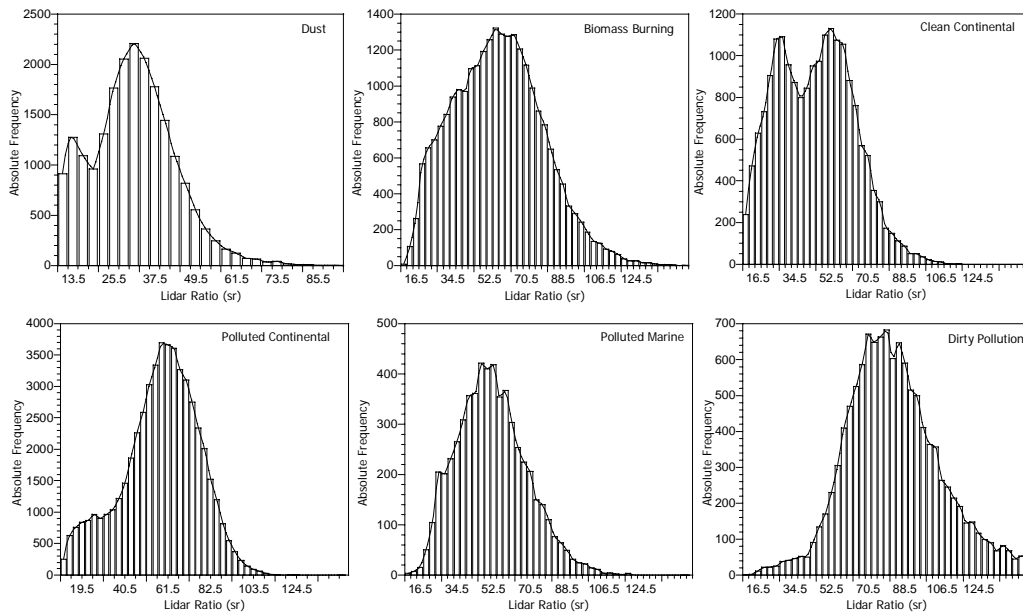 Dust
Absolute Frequency
2500
2000
1500
1000
500
0
13.5 25.5 37.5 49.5 61.5 73.5 85.5
Lidar Ratio (sr)
Biomass Burning
Absolute Frequency
1400
1200
1000
800
600
400
200
0
16.5 34.5 52.5 70.5 88.5 106.5 124.5
Lidar Ratio (sr)
Clean Continental
Absolute Frequency
1200
1000
800
600
400
200
0
16.5 34.5 52.5 70.5 88.5 106.5 124.5
Lidar Ratio (sr)
Polluted Continental
Absolute Frequency
4000
3500
3000
2500
2000
1500
1000
500
0
19.5 40.5 61.5 82.5 103.5 124.5
Lidar Ratio (sr)
Polluted Marine
Absolute Frequency
500
400
300
200
100
0
16.5 34.5 52.5 70.5 88.5 106.5 124.5
Lidar Ratio (sr)
Dirty Pollution
Absolute Frequency
700
600
500
400
300
200
100
0
16.5 34.5 52.5 70.5 88.5 106.5 124.5
Lidar Ratio (sr)